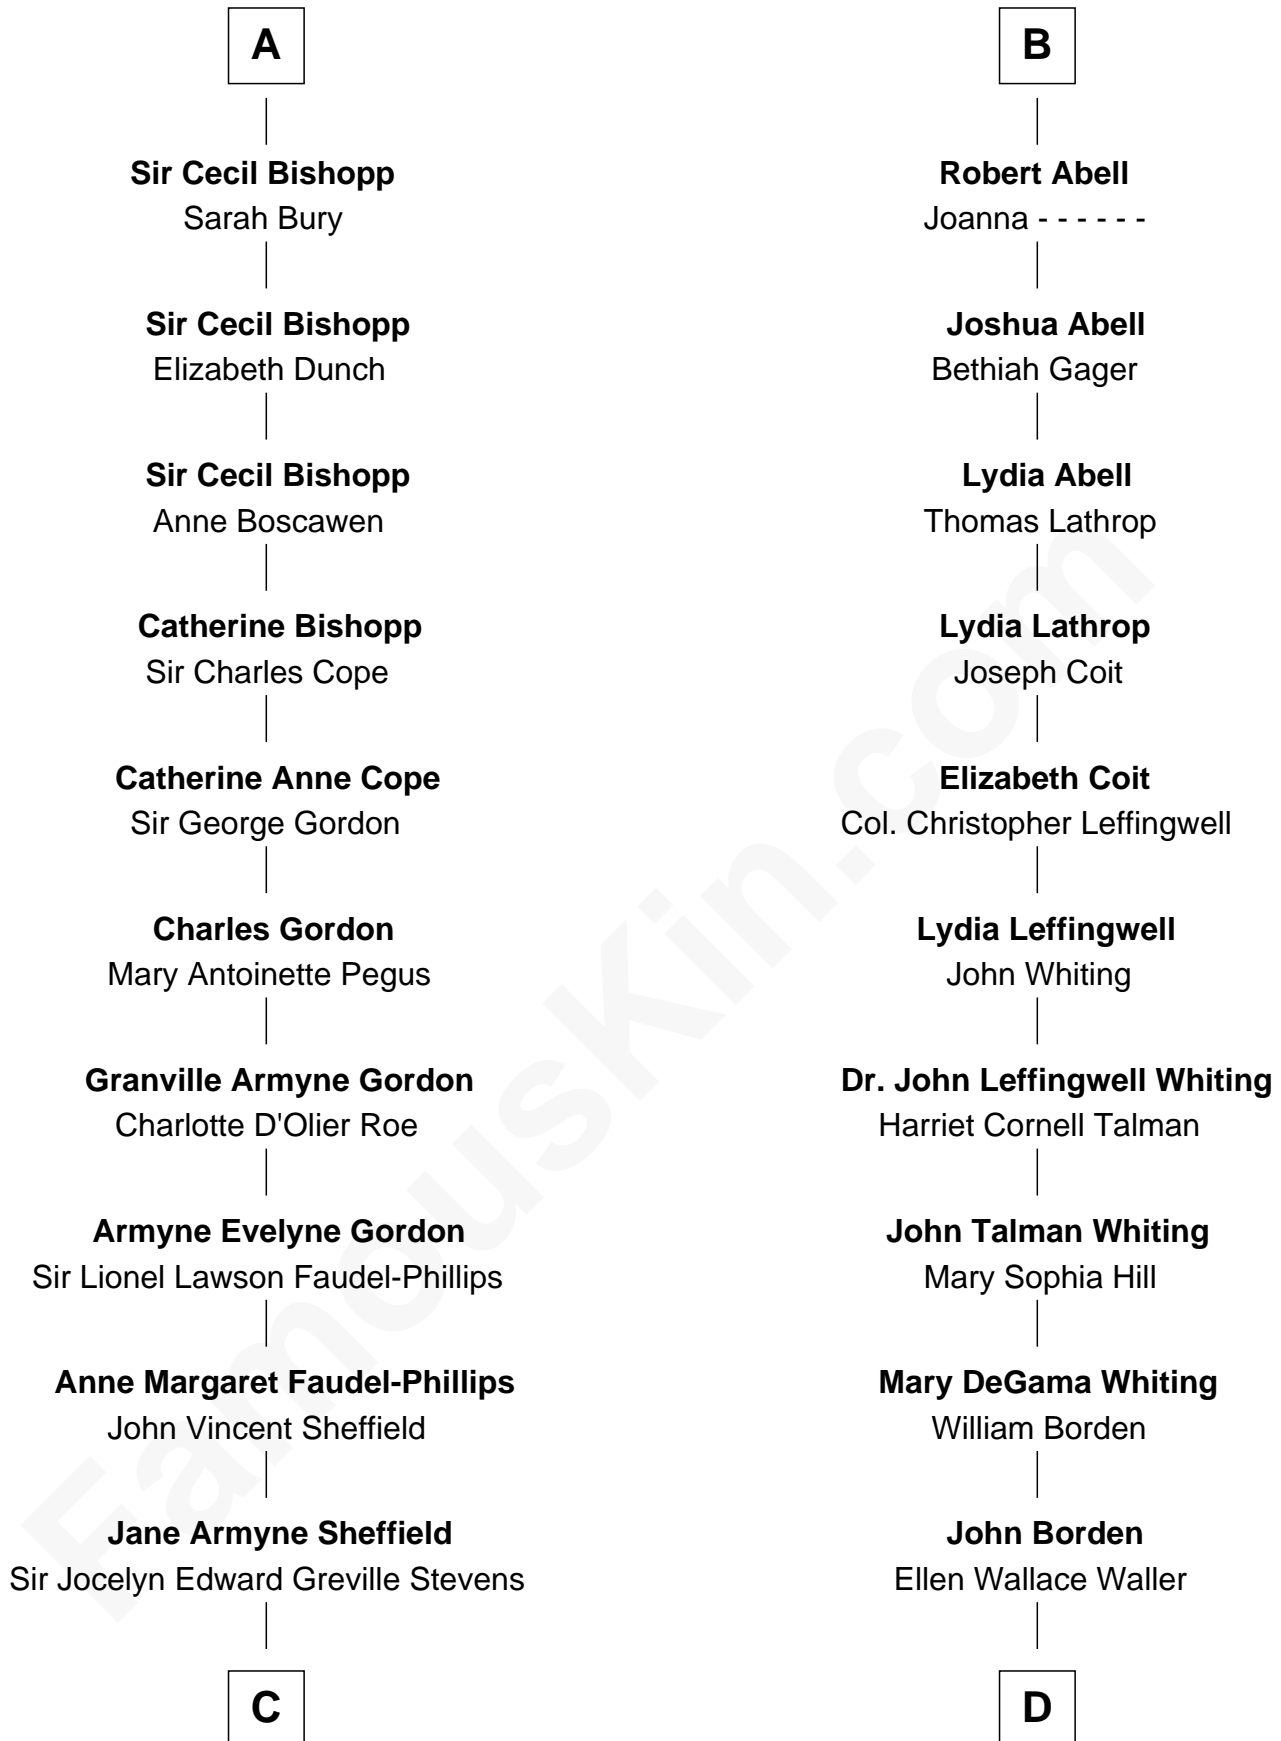 A
Sir Cecil Bishopp
Sarah Bury
Sir Cecil Bishopp
Elizabeth Dunch
Sir Cecil Bishopp
Anne Boscawen
Catherine Bishopp
Sir Charles Cope
Catherine Anne Cope
Sir George Gordon
Charles Gordon
Mary Antoinette Pegus
Granville Armyne Gordon
Charlotte D'Olier Roe
Armyne Evelyne Gordon
Sir Lionel Lawson Faudel-Phillips
Anne Margaret Faudel-Phillips
John Vincent Sheffield
Jane Armyne Sheffield
Sir Jocelyn Edward Greville Stevens
C
B
Robert Abell
Joanna - - - - - -
Joshua Abell
Bethiah Gager
Lydia Abell
Thomas Lathrop
Lydia Lathrop
Joseph Coit
Elizabeth Coit
Col. Christopher Leffingwell
Lydia Leffingwell
John Whiting
Dr. John Leffingwell Whiting
Harriet Cornell Talman
John Talman Whiting
Mary Sophia Hill
Mary DeGama Whiting
William Borden
John Borden
Ellen Wallace Waller
D
FamousKin.com